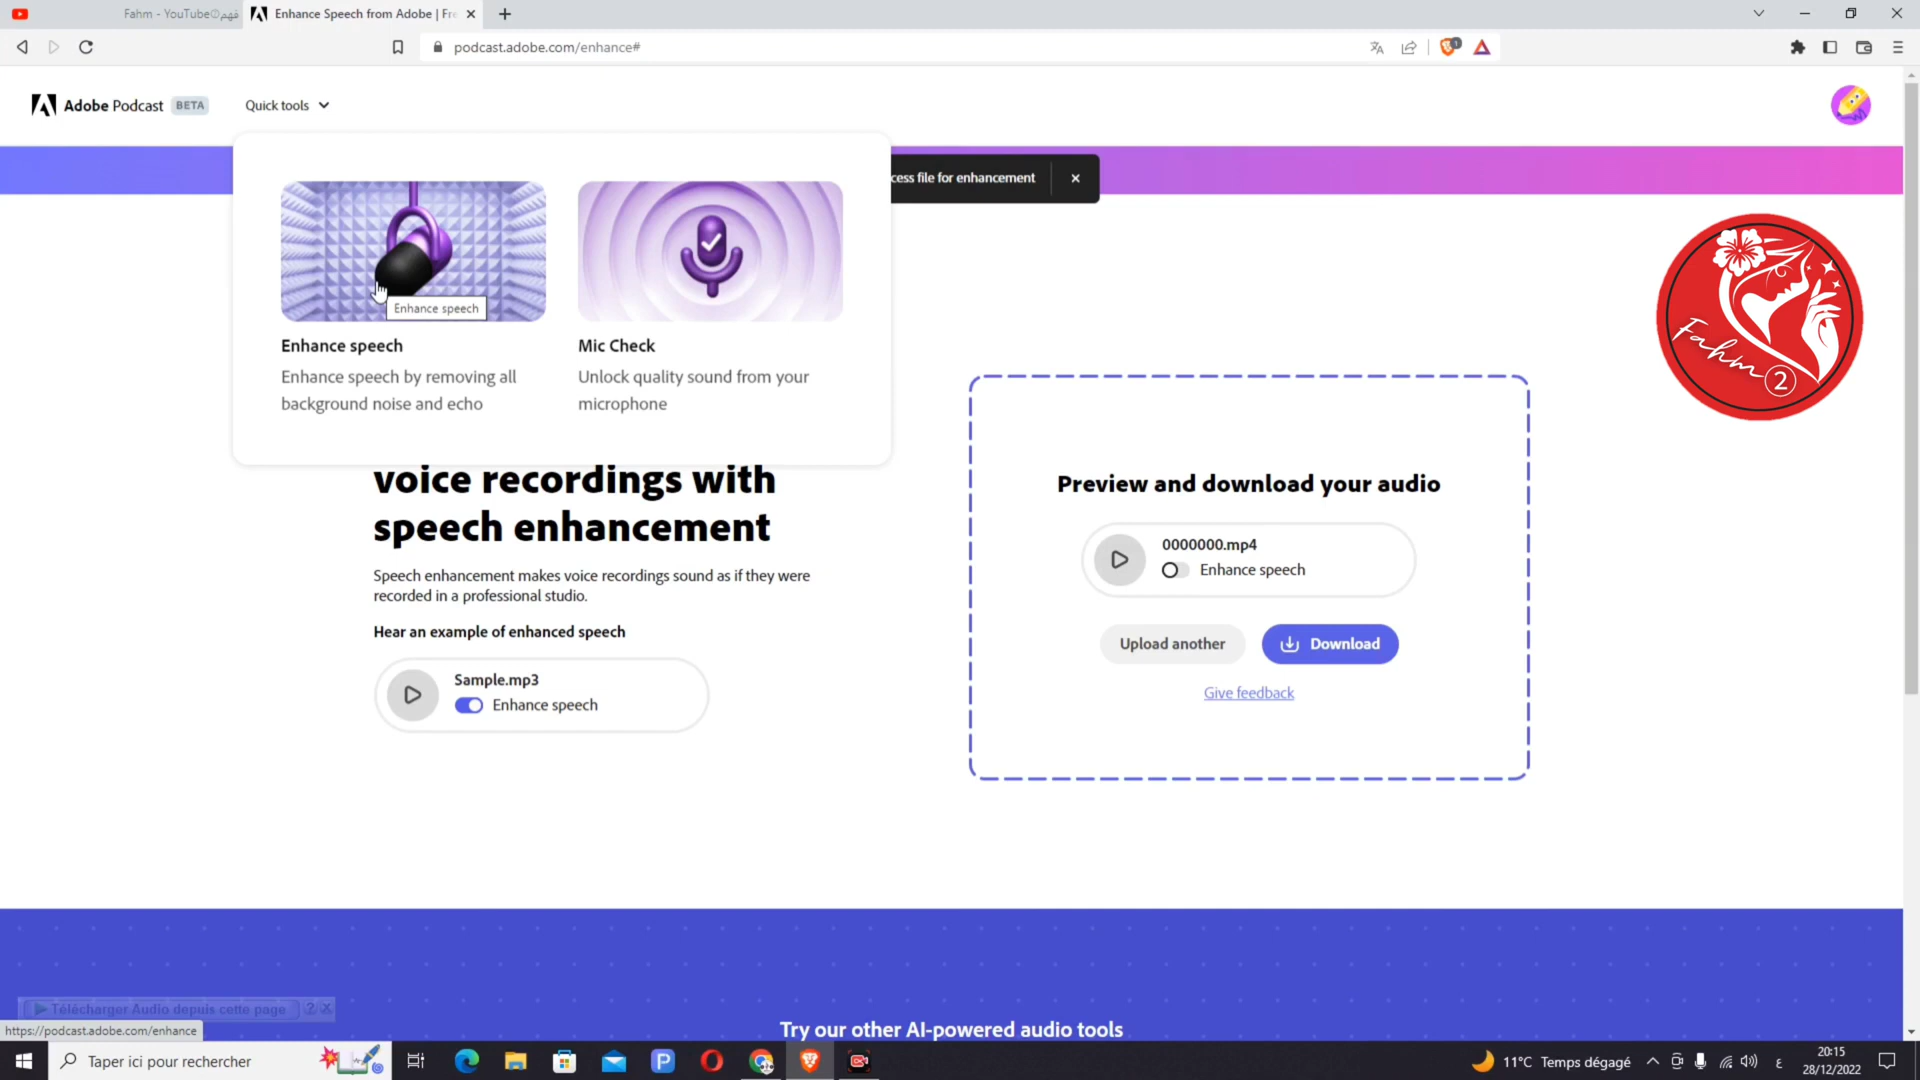 Fahm - YouTube⁩فهم
Enhance Speech from Adobe | Fre
podcast.adobe.com/enhance#
1
Adobe Podcast BETA
Quick tools
cess file for enhancement
Enhance speech
Enhance speech
Enhance speech by removing all
background noise and echo
Mic Check
Unlock quality sound from your
microphone
Fahm 2
voice recordings with
speech enhancement
Speech enhancement makes voice recordings sound as if they were
recorded in a professional studio.
Hear an example of enhanced speech
Sample.mp3
Enhance speech
Preview and download your audio
0000000.mp4
Enhance speech
Upload another
Download
Give feedback
Télécharger Audio depuis cette page ?
https://podcast.adobe.com/enhance
Try our other AI-powered audio tools
Taper ici pour rechercher
11°C Temps dégagé
ع
20:15
28/12/2022